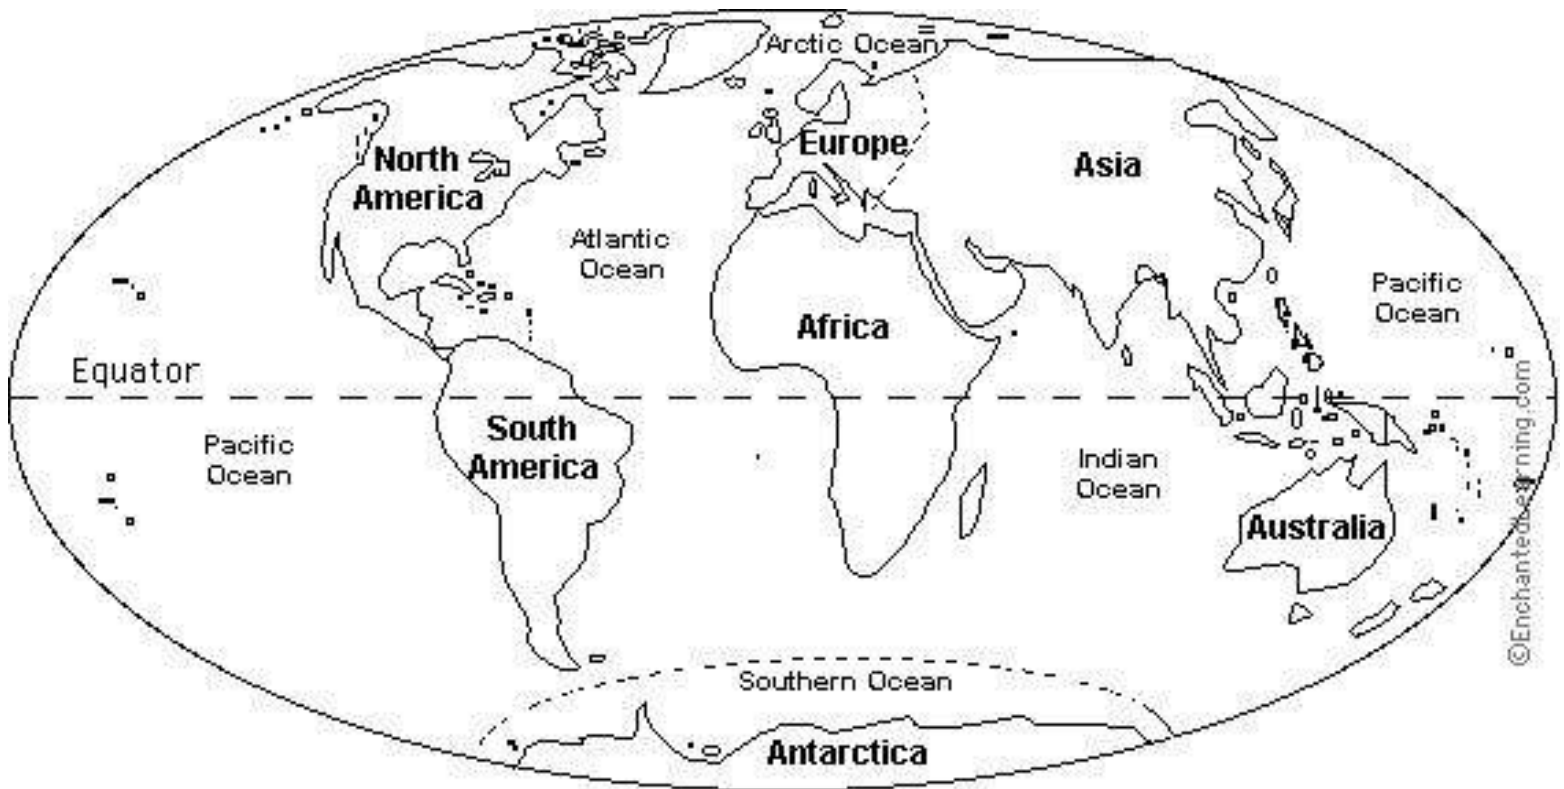 Arctic Ocean
North
America
Europe
Asia
Atlantic
Ocean
Pacific
Ocean
Africa
Equator
South
America
Pacific
Ocean
Indian
Ocean
Australia
©EnchantedLearning.com
Southern Ocean
Antarctica